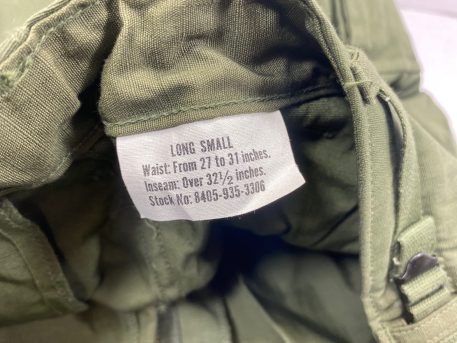 LONG SMALL
Waist: From 27 to 31 inches.
Inseam: Over 32½ inches.
Stock No: 8405-935-3306